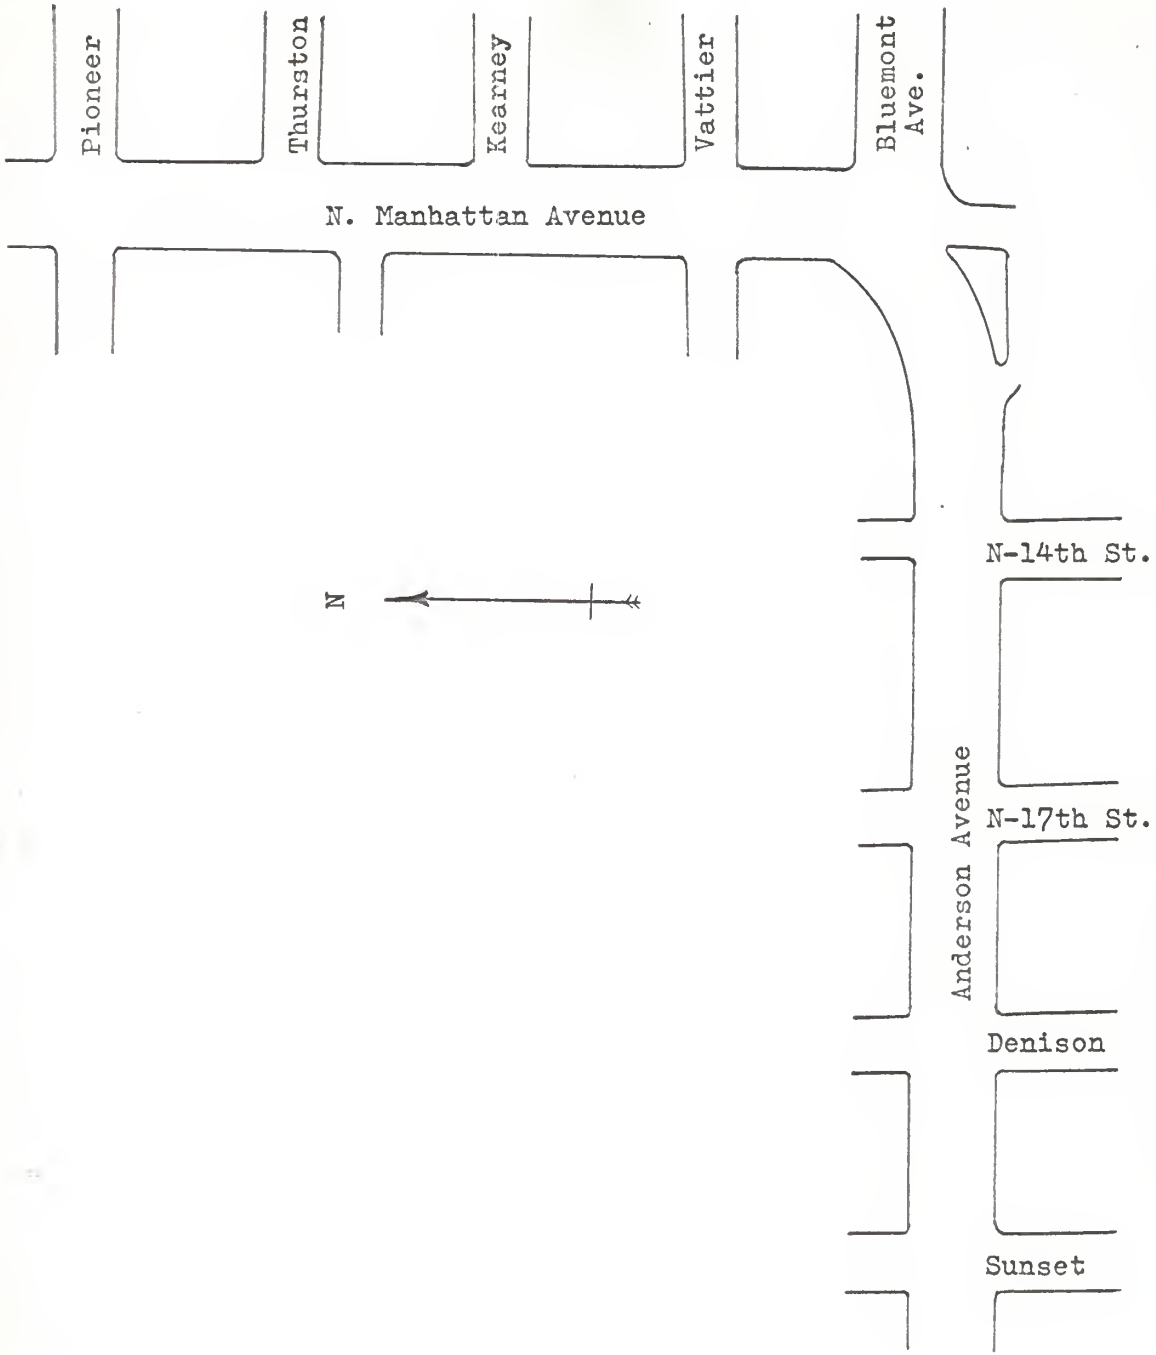 Pioneer
Thurston
Kearney
Vattier
Bluemont
Ave.
N. Manhattan Avenue
N-14th St.
N
Anderson Avenue
N-17th St.
Denison
Sunset